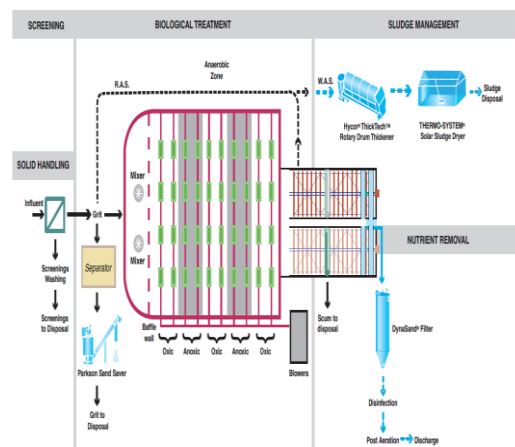 SCREENING
BIOLOGICAL TREATMENT
SLUDGE MANAGEMENT
Anaerobic
Zone
R.A.S.
W.A.S.
Sludge
Disposal
Hycor® ThickTech™
Rotary Drum Thickener
THERMO-SYSTEM®
Solar Sludge Dryer
SOLID HANDLING
Influent
Grit
Mixer
Mixer
Screenings
Washing
Screenings
to Disposal
Separator
Parkson Sand Saver
Grit to
Disposal
Baffle
wall
Oxic
Anoxic
Oxic
Anoxic
Oxic
Blowers
Scum to
disposal
NUTRIENT REMOVAL
DynaSand® Filter
Disinfection
Post Aeration
Discharge